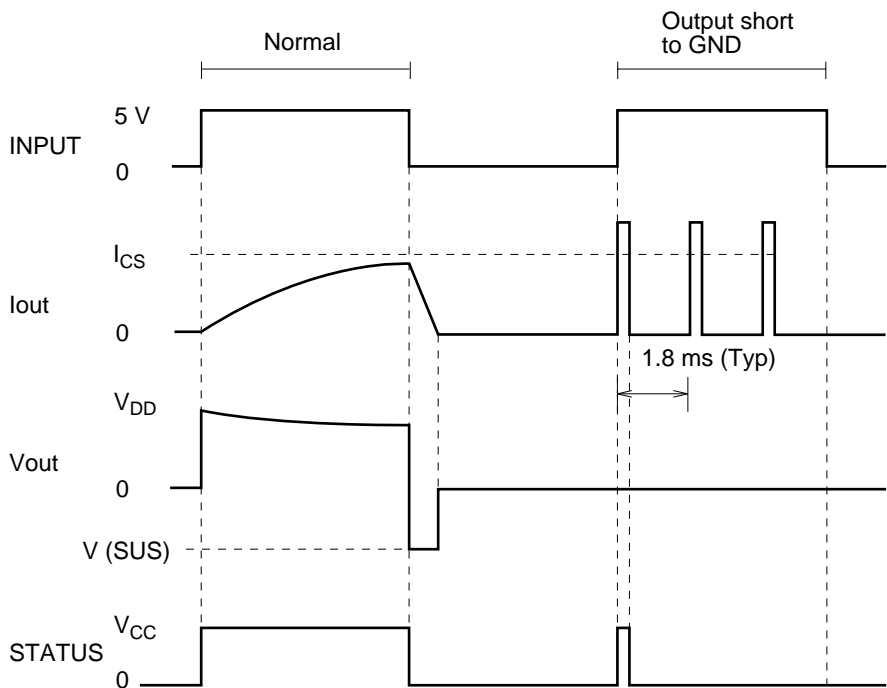 Normal
Output short
to GND
5 V
INPUT
0
I_CS
Iout
0
1.8 ms (Typ)
V_DD
Vout
0
V (SUS)
V_CC
STATUS
0